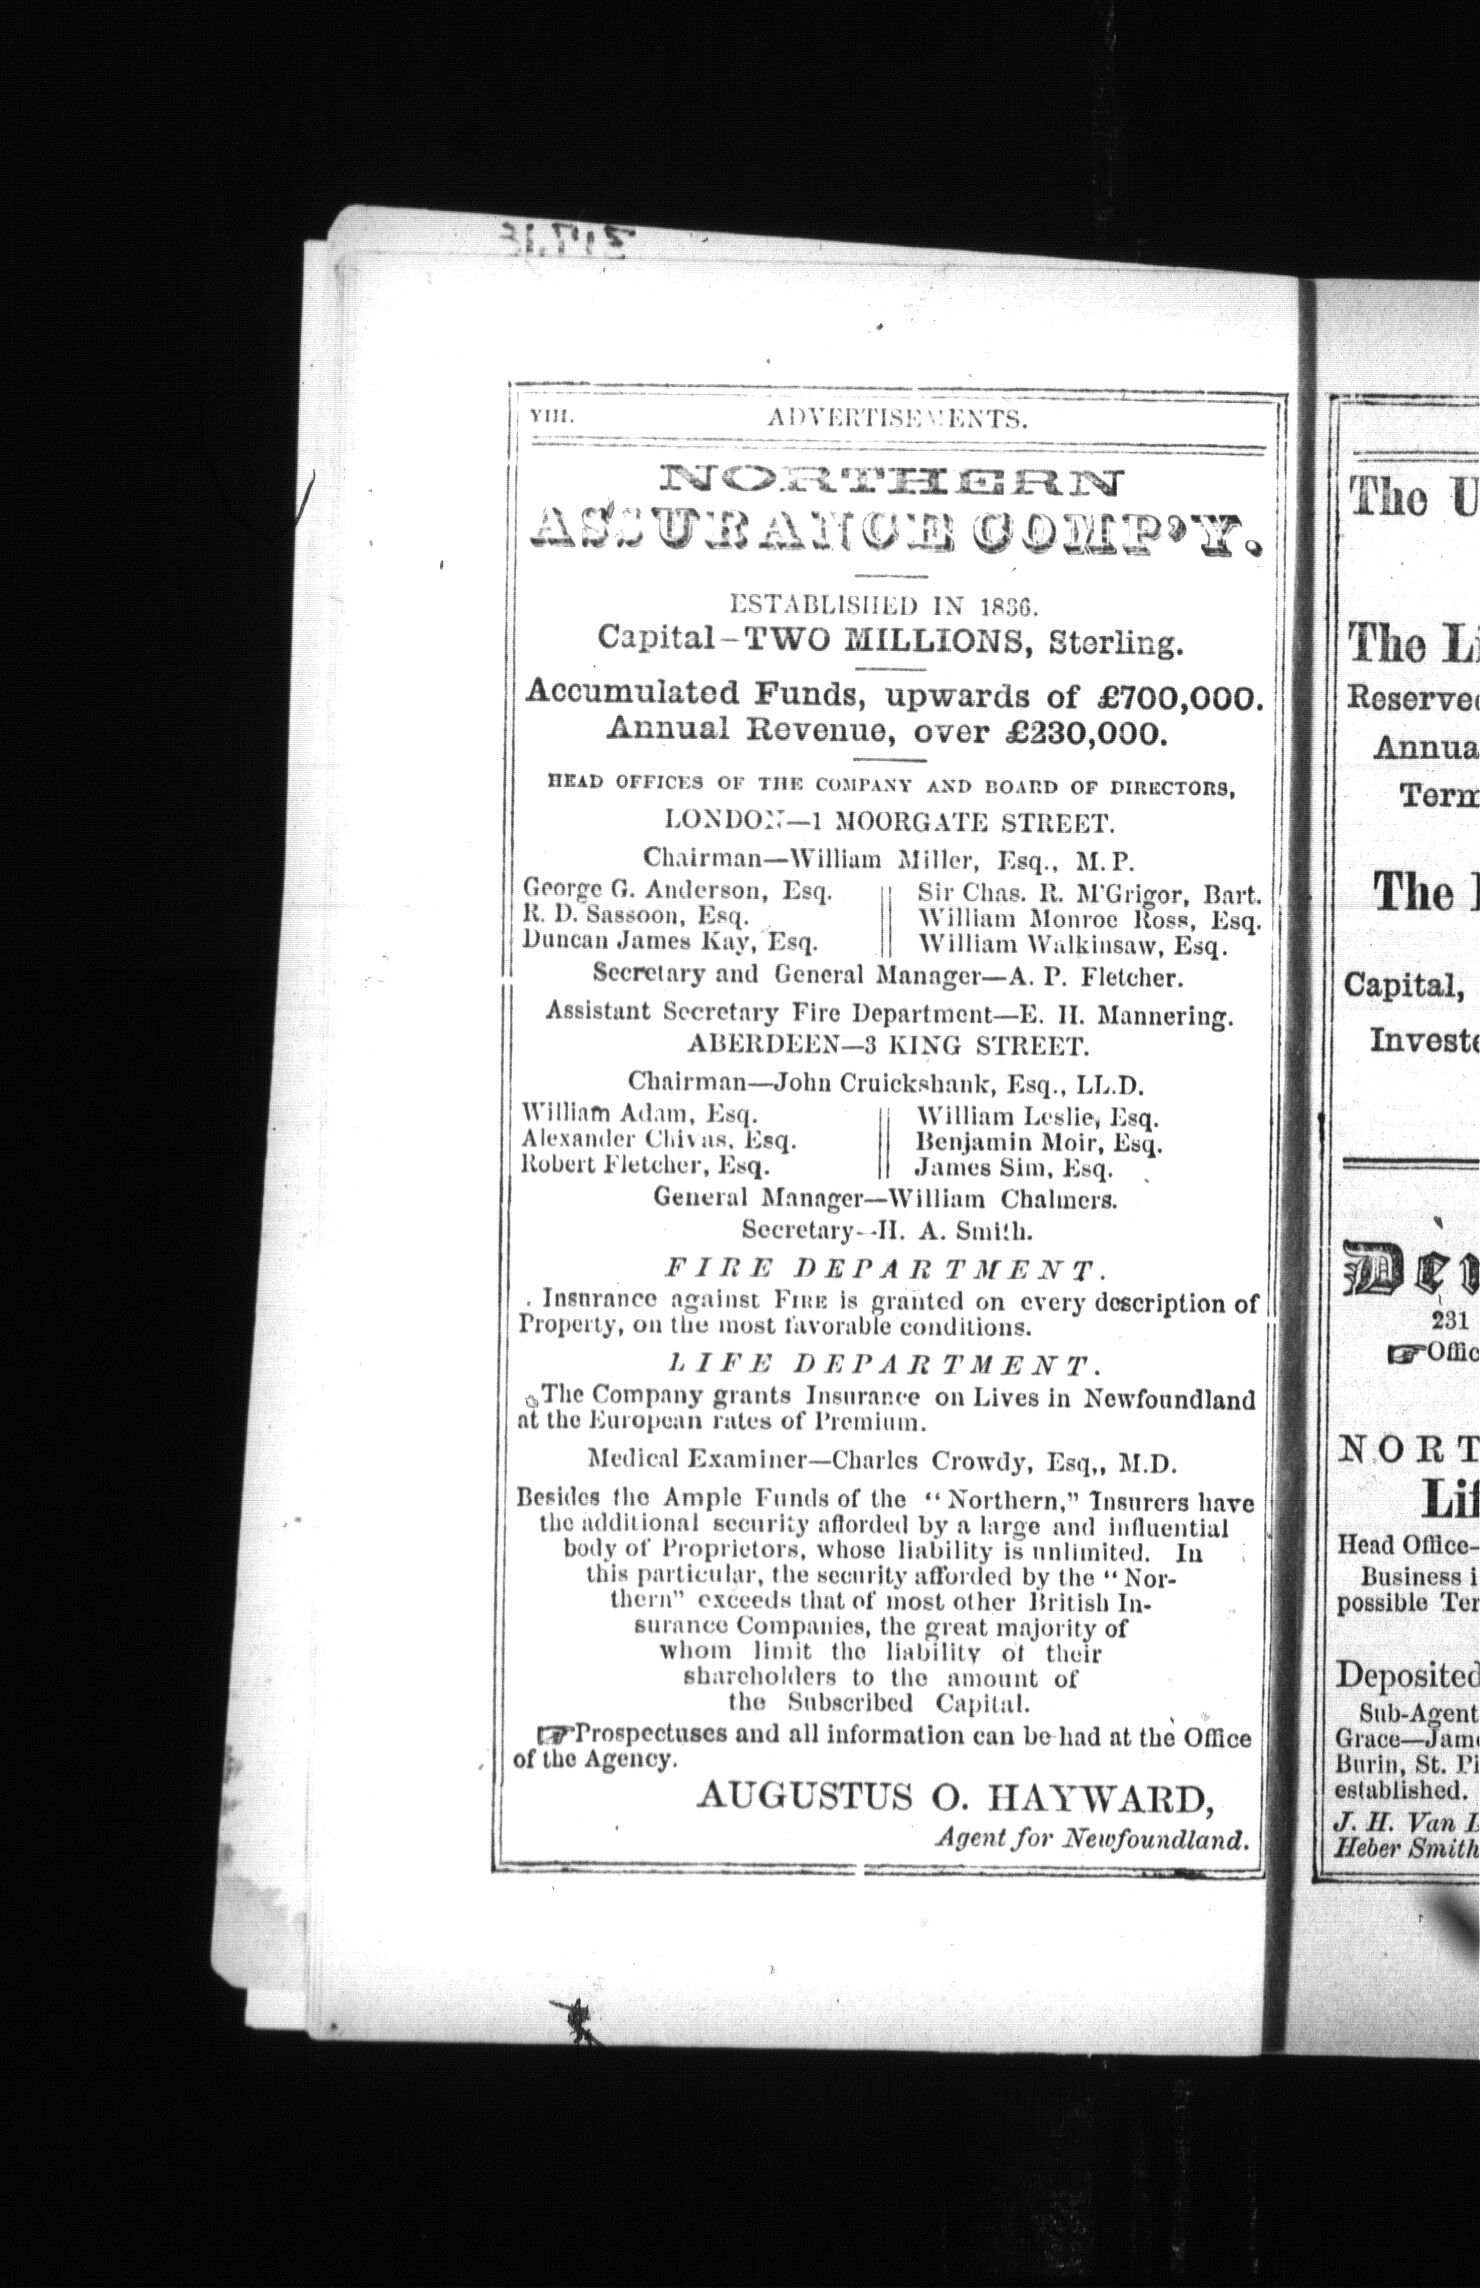 VIII. ADVERTISEMENTS.
NORTHERN
ASSURANCE COMP'Y.
ESTABLISHED IN 1836.
Capital—TWO MILLIONS, Sterling.
Accumulated Funds, upwards of £700,000.
Annual Revenue, over £230,000.
HEAD OFFICES OF THE COMPANY AND BOARD OF DIRECTORS,
LONDON—1 MOORGATE STREET.
Chairman—William Miller, Esq., M. P.
George G. Anderson, Esq. || Sir Chas. R. M'Grigor, Bart.
R. D. Sassoon, Esq. || William Monroe Ross, Esq.
Duncan James Kay, Esq. || William Walkinsaw, Esq.
Secretary and General Manager—A. P. Fletcher.
Assistant Secretary Fire Department—E. H. Mannering.
ABERDEEN—3 KING STREET.
Chairman—John Cruickshank, Esq., LL.D.
William Adam, Esq. || William Leslie, Esq.
Alexander Chivas, Esq. || Benjamin Moir, Esq.
Robert Fletcher, Esq. || James Sim, Esq.
General Manager—William Chalmers.
Secretary—H. A. Smith.
FIRE DEPARTMENT.
Insurance against FIRE is granted on every description of
Property, on the most favorable conditions.
LIFE DEPARTMENT.
The Company grants Insurance on Lives in Newfoundland
at the European rates of Premium.
Medical Examiner—Charles Crowdy, Esq,, M.D.
Besides the Ample Funds of the "Northern," Insurers have
the additional security afforded by a large and influential
body of Proprietors, whose liability is unlimited. In
this particular, the security afforded by the "Nor-
thern" exceeds that of most other British In-
surance Companies, the great majority of
whom limit the liability of their
shareholders to the amount of
the Subscribed Capital.
☞Prospectuses and all information can be had at the Office
of the Agency.
AUGUSTUS O. HAYWARD,
Agent for Newfoundland.
The U
The Li
Reserved
Annua
Term
The
Capital,
Investe
Dev
231
☞Offic
NORT
Lif
Head Office—
Business i
possible Ter
Deposited
Sub-Agent
Grace—Jam
Burin, St. Pi
established.
J. H. Van
Heber Smith